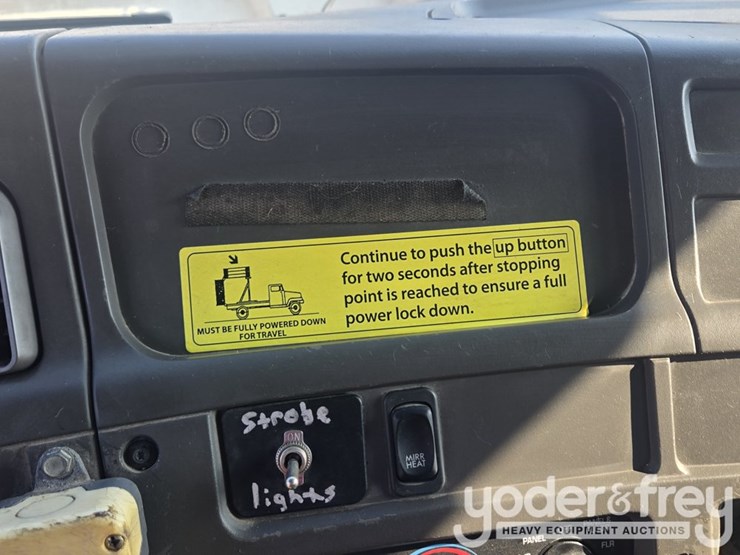 Continue to push the up button
for two seconds after stopping
point is reached to ensure a full
power lock down.
MUST BE FULLY POWERED DOWN
FOR TRAVEL
Strobe
ON
lights
MIRR
HEAT
yoder&frey
HEAVY EQUIPMENT AUCTIONS
PANEL
FLR